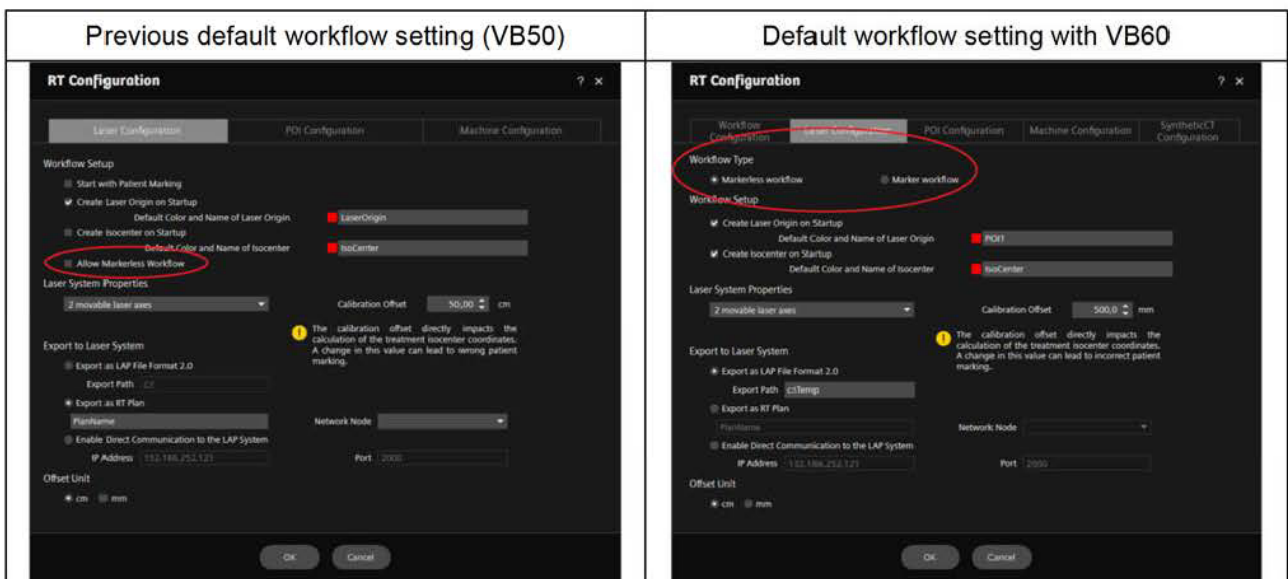 Previous default workflow setting (VB50)
RT Configuration
? ×
Laser Configuration POI Configuration Machine Configuration
Workflow Setup
Start with Patient Marking
Create Laser Origin on Startup
Default Color and Name of Laser Origin LaserOrigin
Create Isocenter on Startup
Default Color and Name of Isocenter IsoCenter
Allow Markerless Workflow
Laser System Properties
2 movable laser axes Calibration Offset 50,00 cm
! The calibration offset directly impacts the
calculation of the treatment isocenter coordinates.
A change in this value can lead to wrong patient
marking.
Export to Laser System
Export as LAP File Format 2.0
Export Path C:\
Export as RT Plan
PlanName Network Node
Enable Direct Communication to the LAP System
IP Address 192.168.252.121 Port 2000
Offset Unit
cm mm
OK Cancel
Default workflow setting with VB60
RT Configuration
? ×
Workflow Configuration Laser Configuration POI Configuration Machine Configuration SyntheticCT Configuration
Workflow Type
Markerless workflow Marker workflow
Workflow Setup
Create Laser Origin on Startup
Default Color and Name of Laser Origin POI1
Create Isocenter on Startup
Default Color and Name of Isocenter IsoCenter
Laser System Properties
2 movable laser axes Calibration Offset 500,0 mm
! The calibration offset directly impacts the
calculation of the treatment isocenter coordinates.
A change in this value can lead to incorrect patient
marking.
Export to Laser System
Export as LAP File Format 2.0
Export Path c:\Temp
Export as RT Plan
PlanName Network Node
Enable Direct Communication to the LAP System
IP Address 192.168.252.121 Port 2000
Offset Unit
cm mm
OK Cancel